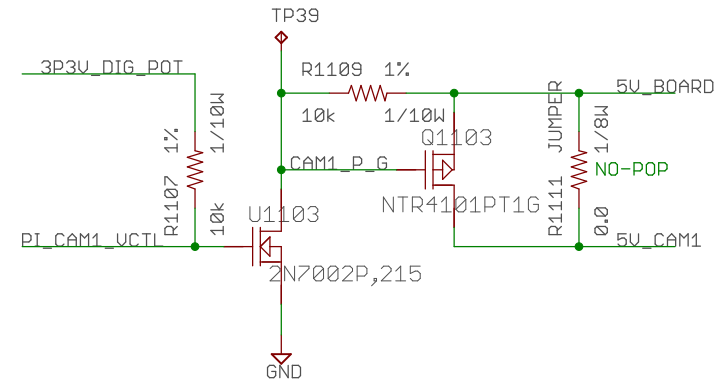 TP39
3P3V_DIG_POT
R1109 1%
10k 1/10W
5V_BOARD
Q1103
NTR4101PT1G
CAM1_P_G
R1107 1%
10k 1/10W
U1103
2N7002P,215
PI_CAM1_VCTL
R1111 JUMPER
0.0 1/8W
NO-POP
5V_CAM1
GND